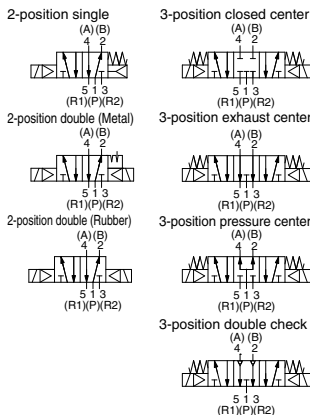 2-position single
(A) (B)
4 2
5 1 3
(R1)(P)(R2)
2-position double (Metal)
(A) (B)
4 2
5 1 3
(R1)(P)(R2)
2-position double (Rubber)
(A) (B)
4 2
5 1 3
(R1)(P)(R2)
3-position closed center
(A) (B)
4 2
5 1 3
(R1)(P)(R2)
3-position exhaust center
(A) (B)
4 2
5 1 3
(R1)(P)(R2)
3-position pressure center
(A) (B)
4 2
5 1 3
(R1)(P)(R2)
3-position double check
(A) (B)
4 2
5 1 3
(R1)(P)(R2)